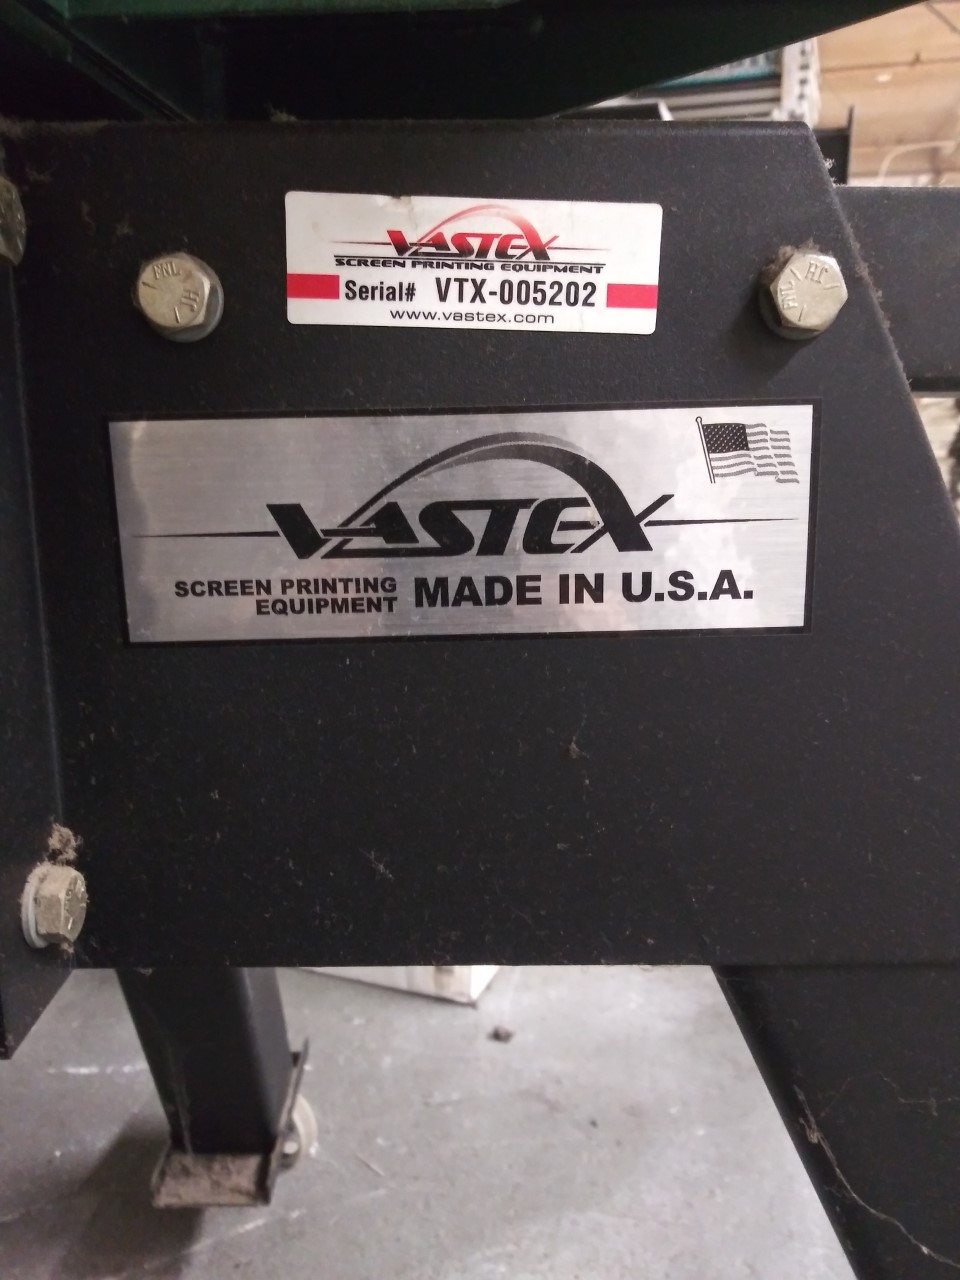 VASTEX
SCREEN PRINTING EQUIPMENT
Serial# VTX-005202
www.vastex.com
VASTEX
SCREEN PRINTING
EQUIPMENT MADE IN U.S.A.